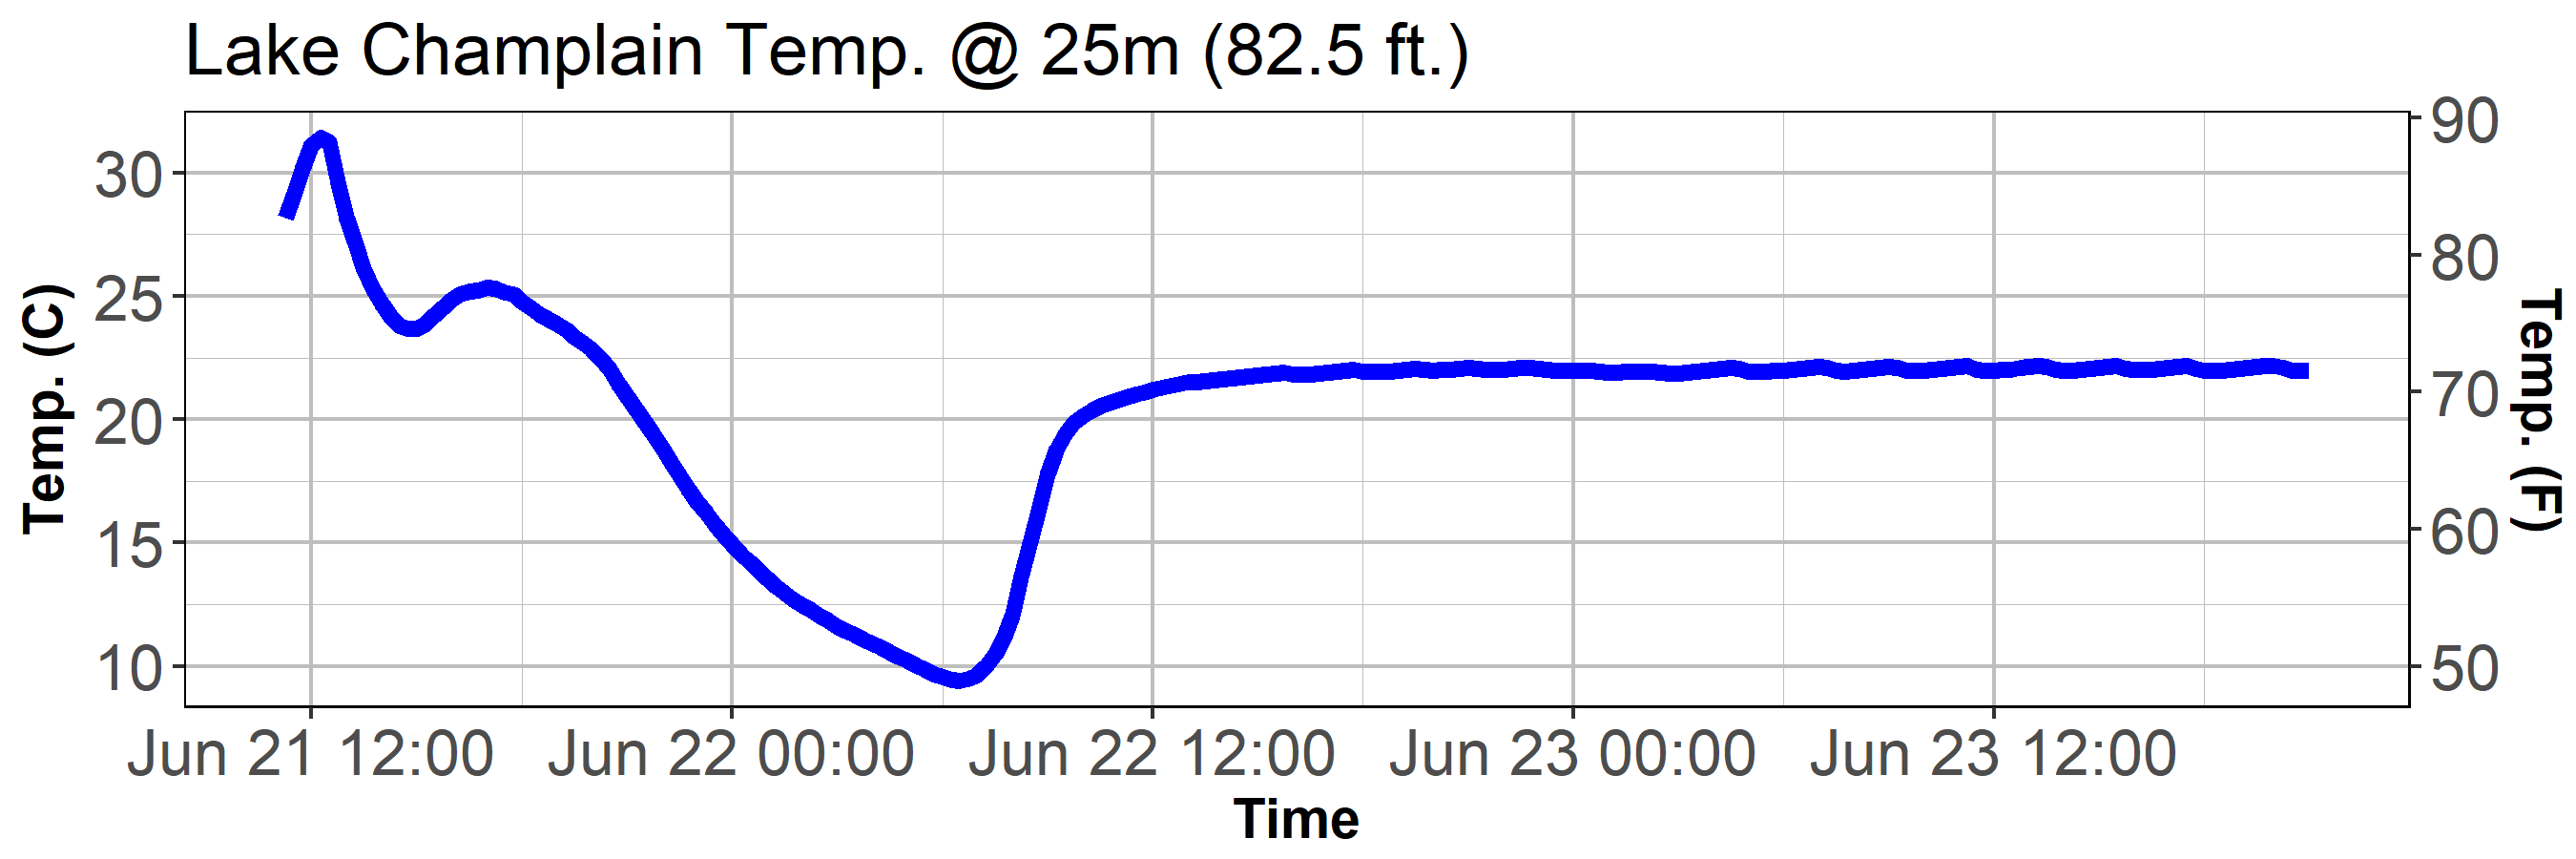 Lake Champlain Temp. @ 25m (82.5 ft.)
Temp. (C)
30
25
20
15
10
90
80
70
60
50
Temp. (F)
Jun 21 12:00
Jun 22 00:00
Jun 22 12:00
Jun 23 00:00
Jun 23 12:00
Time